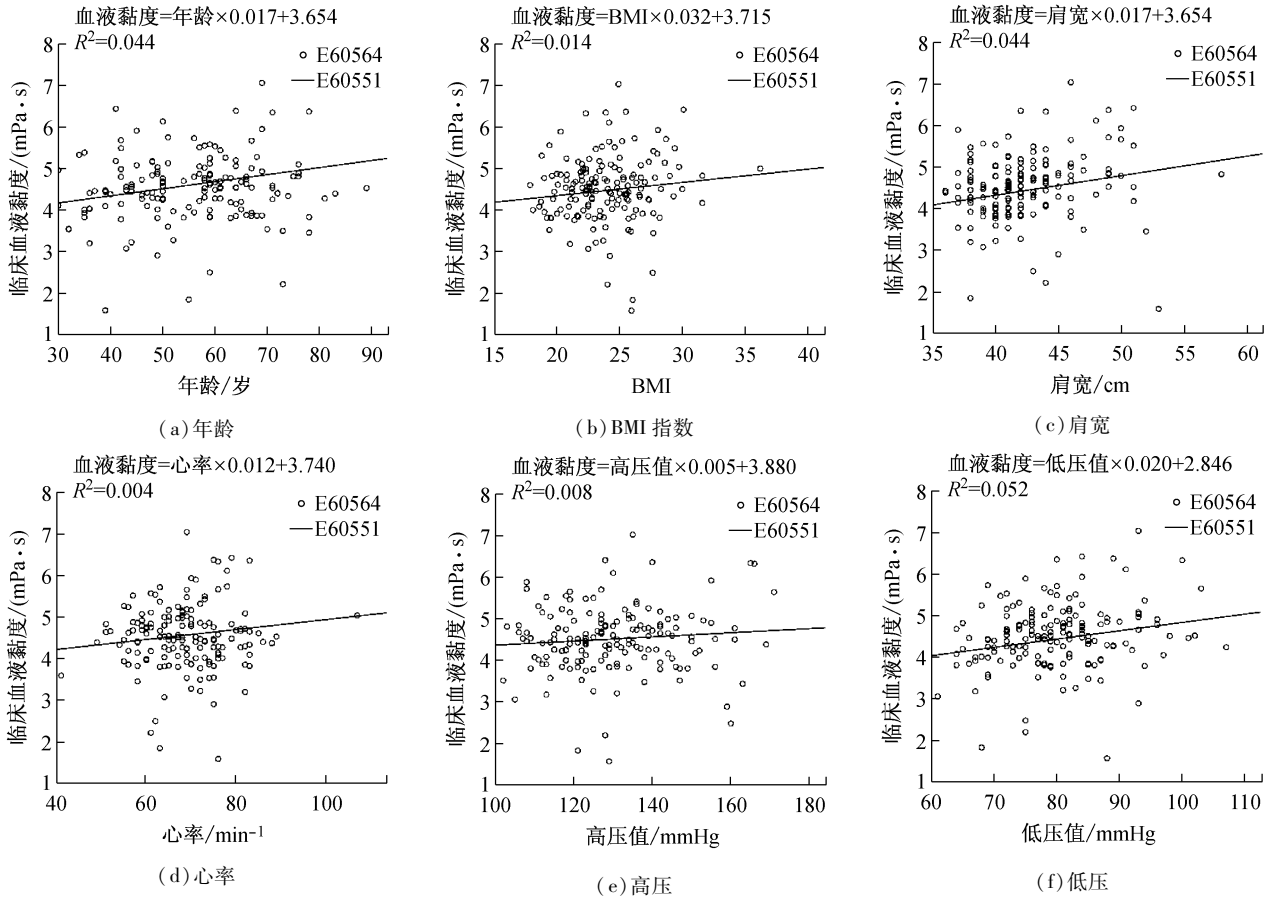 血液黏度=年龄×0.017+3.654
R²=0.044
E60564
E60551
临床血液黏度/(mPa·s)
8
7
6
5
4
3
2
1
30 40 50 60 70 80 90
年龄/岁
(a)年龄
血液黏度=BMI×0.032+3.715
R²=0.014
E60564
E60551
临床血液黏度/(mPa·s)
8
7
6
5
4
3
2
1
15 20 25 30 35 40
BMI
(b)BMI 指数
血液黏度=肩宽×0.017+3.654
R²=0.044
E60564
E60551
临床血液黏度/(mPa·s)
8
7
6
5
4
3
2
1
35 40 45 50 55 60
肩宽/cm
(c)肩宽
血液黏度=心率×0.012+3.740
R²=0.004
E60564
E60551
临床血液黏度/(mPa·s)
8
7
6
5
4
3
2
1
40 60 80 100
心率/min⁻¹
(d)心率
血液黏度=高压值×0.005+3.880
R²=0.008
E60564
E60551
临床血液黏度/(mPa·s)
8
7
6
5
4
3
2
1
100 120 140 160 180
高压值/mmHg
(e)高压
血液黏度=低压值×0.020+2.846
R²=0.052
E60564
E60551
临床血液黏度/(mPa·s)
8
7
6
5
4
3
2
1
60 70 80 90 100 110
低压值/mmHg
(f)低压